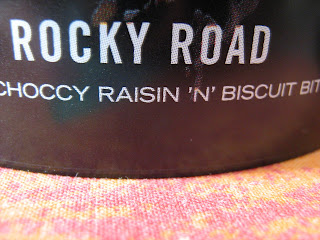 ROCKY ROAD
CHOCCY RAISIN 'N' BISCUIT BIT